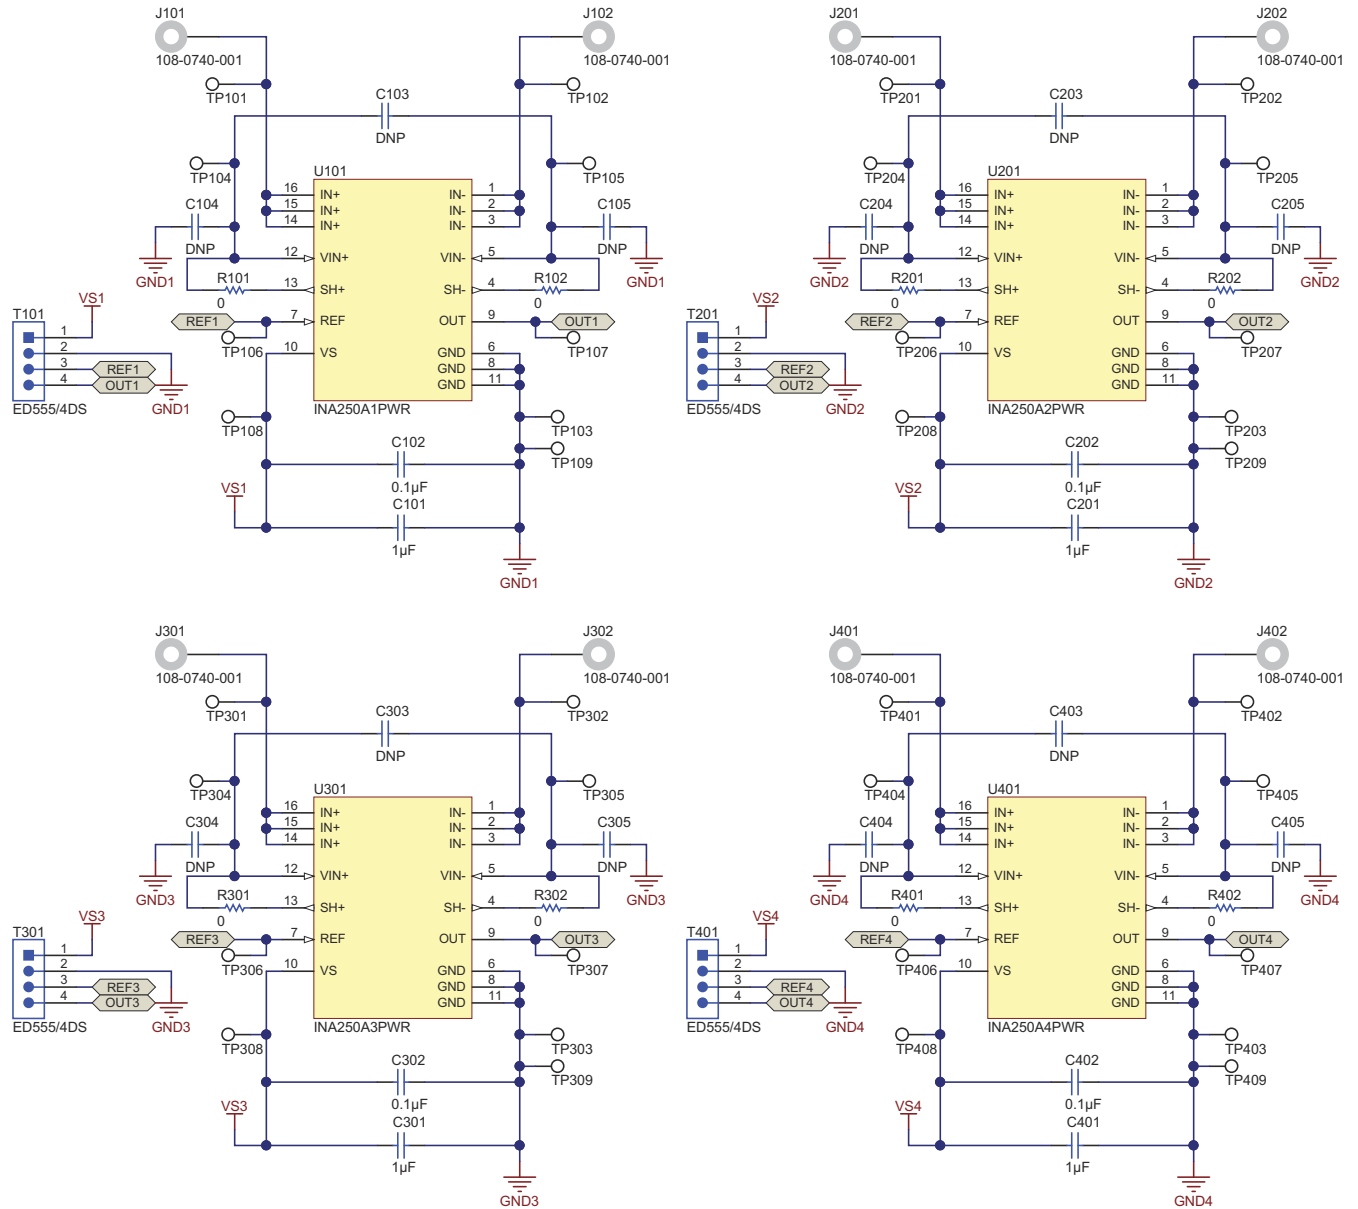 J101
108-0740-001
J102
108-0740-001
TP101
TP102
C103
DNP
TP104
TP105
U101
C104
DNP
C105
DNP
GND1
GND1
16 IN+
15 IN+
14 IN+
12 VIN+
13 SH+
7 REF
10 VS
IN- 1
IN- 2
IN- 3
VIN- 5
SH- 4
OUT 9
GND 6
GND 8
GND 11
R101
0
R102
0
REF1
TP106
OUT1
TP107
INA250A1PWR
T101
1
2
3
4
VS1
REF1
OUT1
GND1
ED555/4DS
TP108
TP103
TP109
C102
0.1µF
VS1
C101
1µF
GND1
J201
108-0740-001
J202
108-0740-001
TP201
TP202
C203
DNP
TP204
TP205
U201
C204
DNP
C205
DNP
GND2
GND2
16 IN+
15 IN+
14 IN+
12 VIN+
13 SH+
7 REF
10 VS
IN- 1
IN- 2
IN- 3
VIN- 5
SH- 4
OUT 9
GND 6
GND 8
GND 11
R201
0
R202
0
REF2
TP206
OUT2
TP207
INA250A2PWR
T201
1
2
3
4
VS2
REF2
OUT2
GND2
ED555/4DS
TP208
TP203
TP209
C202
0.1µF
VS2
C201
1µF
GND2
J301
108-0740-001
J302
108-0740-001
TP301
TP302
C303
DNP
TP304
TP305
U301
C304
DNP
C305
DNP
GND3
GND3
16 IN+
15 IN+
14 IN+
12 VIN+
13 SH+
7 REF
10 VS
IN- 1
IN- 2
IN- 3
VIN- 5
SH- 4
OUT 9
GND 6
GND 8
GND 11
R301
0
R302
0
REF3
TP306
OUT3
TP307
INA250A3PWR
T301
1
2
3
4
VS3
REF3
OUT3
GND3
ED555/4DS
TP308
TP303
TP309
C302
0.1µF
VS3
C301
1µF
GND3
J401
108-0740-001
J402
108-0740-001
TP401
TP402
C403
DNP
TP404
TP405
U401
C404
DNP
C405
DNP
GND4
GND4
16 IN+
15 IN+
14 IN+
12 VIN+
13 SH+
7 REF
10 VS
IN- 1
IN- 2
IN- 3
VIN- 5
SH- 4
OUT 9
GND 6
GND 8
GND 11
R401
0
R402
0
REF4
TP406
OUT4
TP407
INA250A4PWR
T401
1
2
3
4
VS4
REF4
OUT4
GND4
ED555/4DS
TP408
TP403
TP409
C402
0.1µF
VS4
C401
1µF
GND4